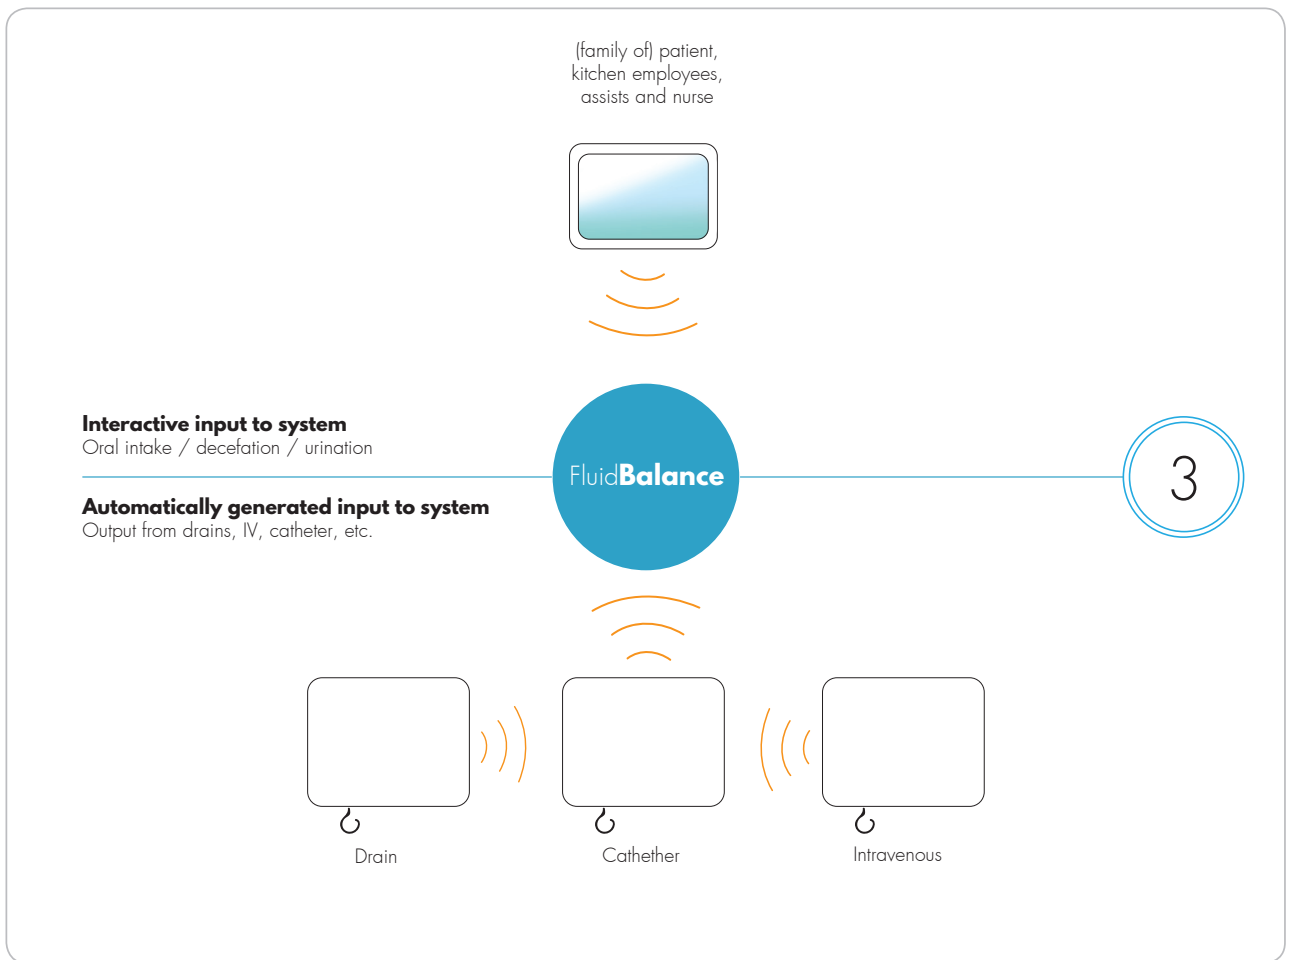 (family of) patient,
kitchen employees,
assists and nurse
Interactive input to system
Oral intake / decefation / urination
FluidBalance
3
Automatically generated input to system
Output from drains, IV, catheter, etc.
Drain
Cathether
Intravenous